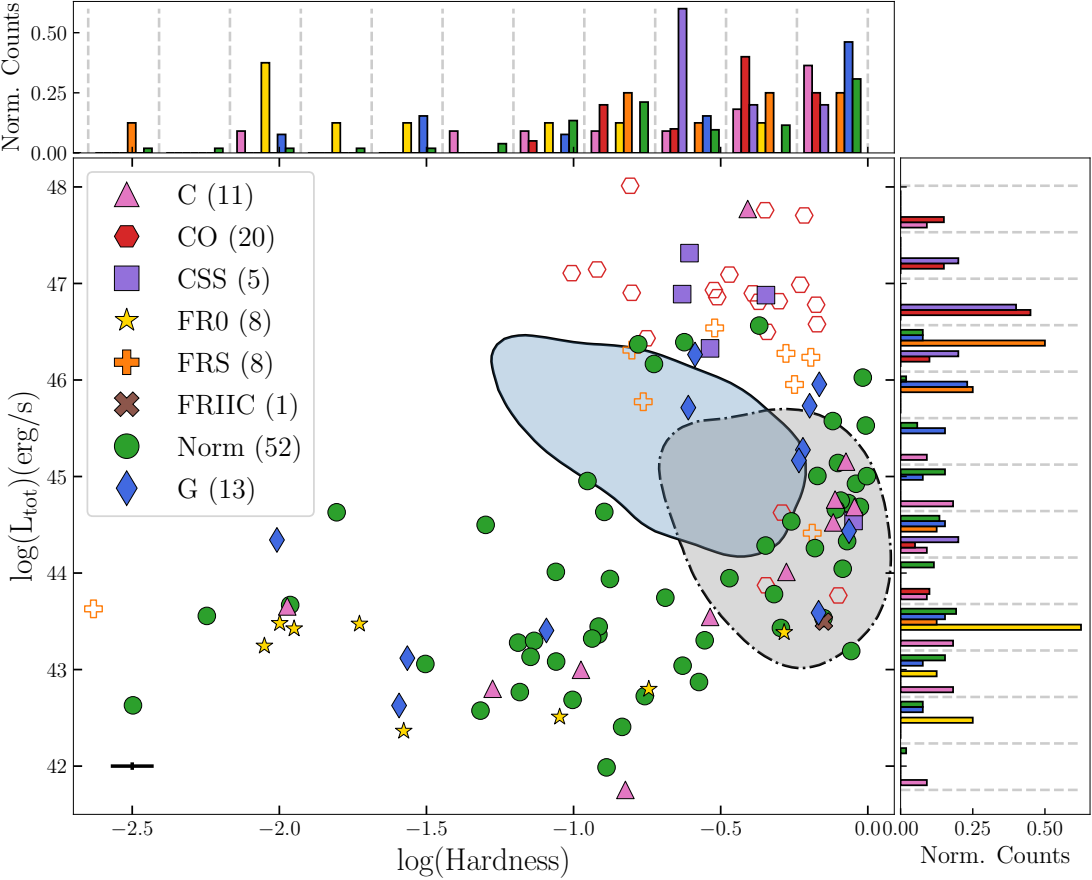 Norm. Counts
0.50
0.25
0.00
48
47
46
45
44
43
42
log(L_tot)(erg/s)
C (11)
CO (20)
CSS (5)
FR0 (8)
FRS (8)
FRIIC (1)
Norm (52)
G (13)
−2.5 −2.0 −1.5 −1.0 −0.5 0.0
log(Hardness)
0.00 0.25 0.50
Norm. Counts